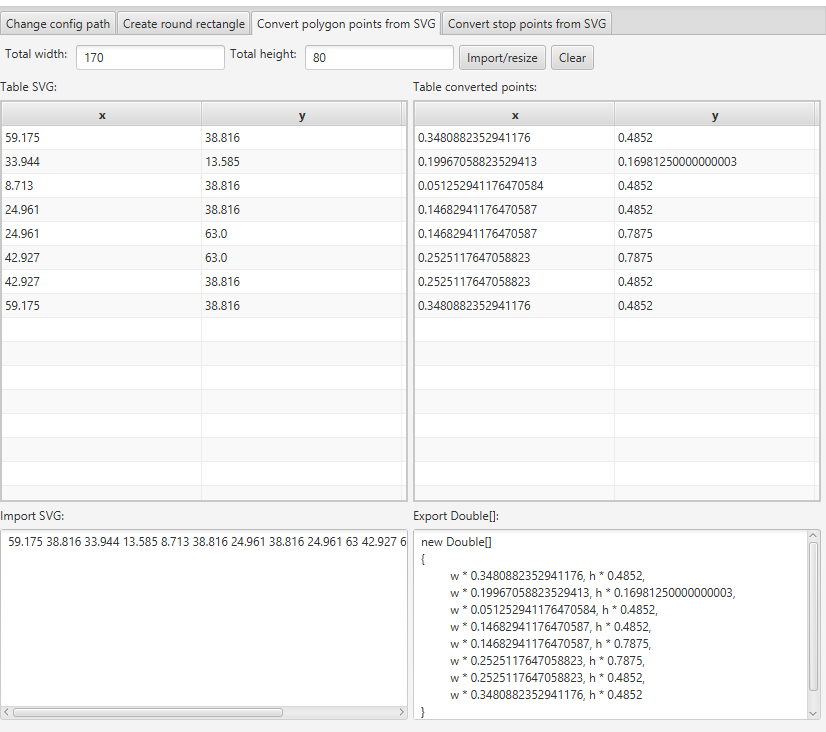 Change config path Create round rectangle Convert polygon points from SVG Convert stop points from SVG
Total width: 170 Total height: 80 Import/resize Clear
Table SVG: Table converted points:
x y x y
59.175 38.816 0.3480882352941176 0.4852
33.944 13.585 0.19967058823529413 0.16981250000000003
8.713 38.816 0.051252941176470584 0.4852
24.961 38.816 0.14682941176470587 0.4852
24.961 63.0 0.14682941176470587 0.7875
42.927 63.0 0.2525117647058823 0.7875
42.927 38.816 0.2525117647058823 0.4852
59.175 38.816 0.3480882352941176 0.4852
Import SVG: Export Double[]:
59.175 38.816 33.944 13.585 8.713 38.816 24.961 38.816 24.961 63 42.927 6
new Double[]
{
w * 0.3480882352941176, h * 0.4852,
w * 0.19967058823529413, h * 0.16981250000000003,
w * 0.051252941176470584, h * 0.4852,
w * 0.14682941176470587, h * 0.4852,
w * 0.14682941176470587, h * 0.7875,
w * 0.2525117647058823, h * 0.7875,
w * 0.2525117647058823, h * 0.4852,
w * 0.3480882352941176, h * 0.4852
}